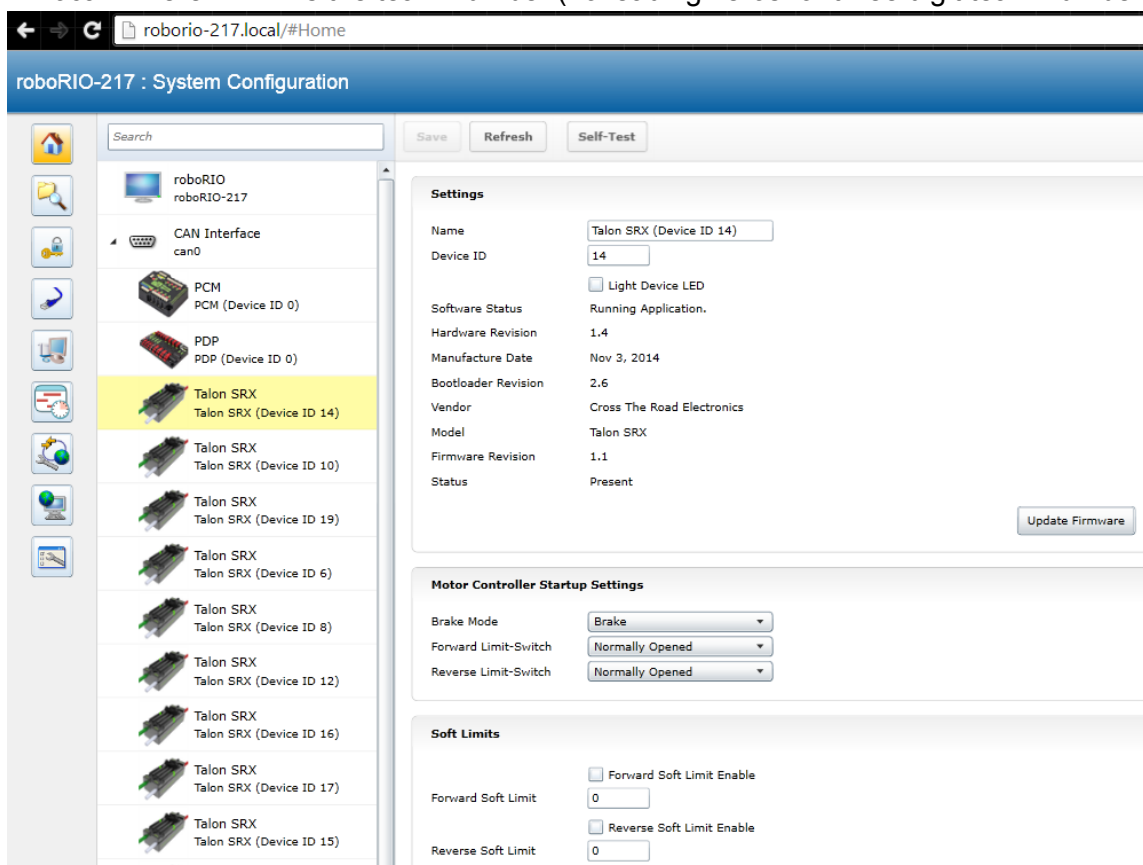 roborio-217.local/#Home
roboRIO-217 : System Configuration
Search
Save Refresh Self-Test
roboRIO
roboRIO-217
CAN Interface
can0
PCM
PCM (Device ID 0)
PDP
PDP (Device ID 0)
Talon SRX
Talon SRX (Device ID 14)
Talon SRX
Talon SRX (Device ID 10)
Talon SRX
Talon SRX (Device ID 19)
Talon SRX
Talon SRX (Device ID 6)
Talon SRX
Talon SRX (Device ID 8)
Talon SRX
Talon SRX (Device ID 12)
Talon SRX
Talon SRX (Device ID 16)
Talon SRX
Talon SRX (Device ID 17)
Talon SRX
Talon SRX (Device ID 15)
Settings
Name Talon SRX (Device ID 14)
Device ID 14
Light Device LED
Software Status Running Application.
Hardware Revision 1.4
Manufacture Date Nov 3, 2014
Bootloader Revision 2.6
Vendor Cross The Road Electronics
Model Talon SRX
Firmware Revision 1.1
Status Present
Update Firmware
Motor Controller Startup Settings
Brake Mode Brake
Forward Limit-Switch Normally Opened
Reverse Limit-Switch Normally Opened
Soft Limits
Forward Soft Limit Enable
Forward Soft Limit 0
Reverse Soft Limit Enable
Reverse Soft Limit 0